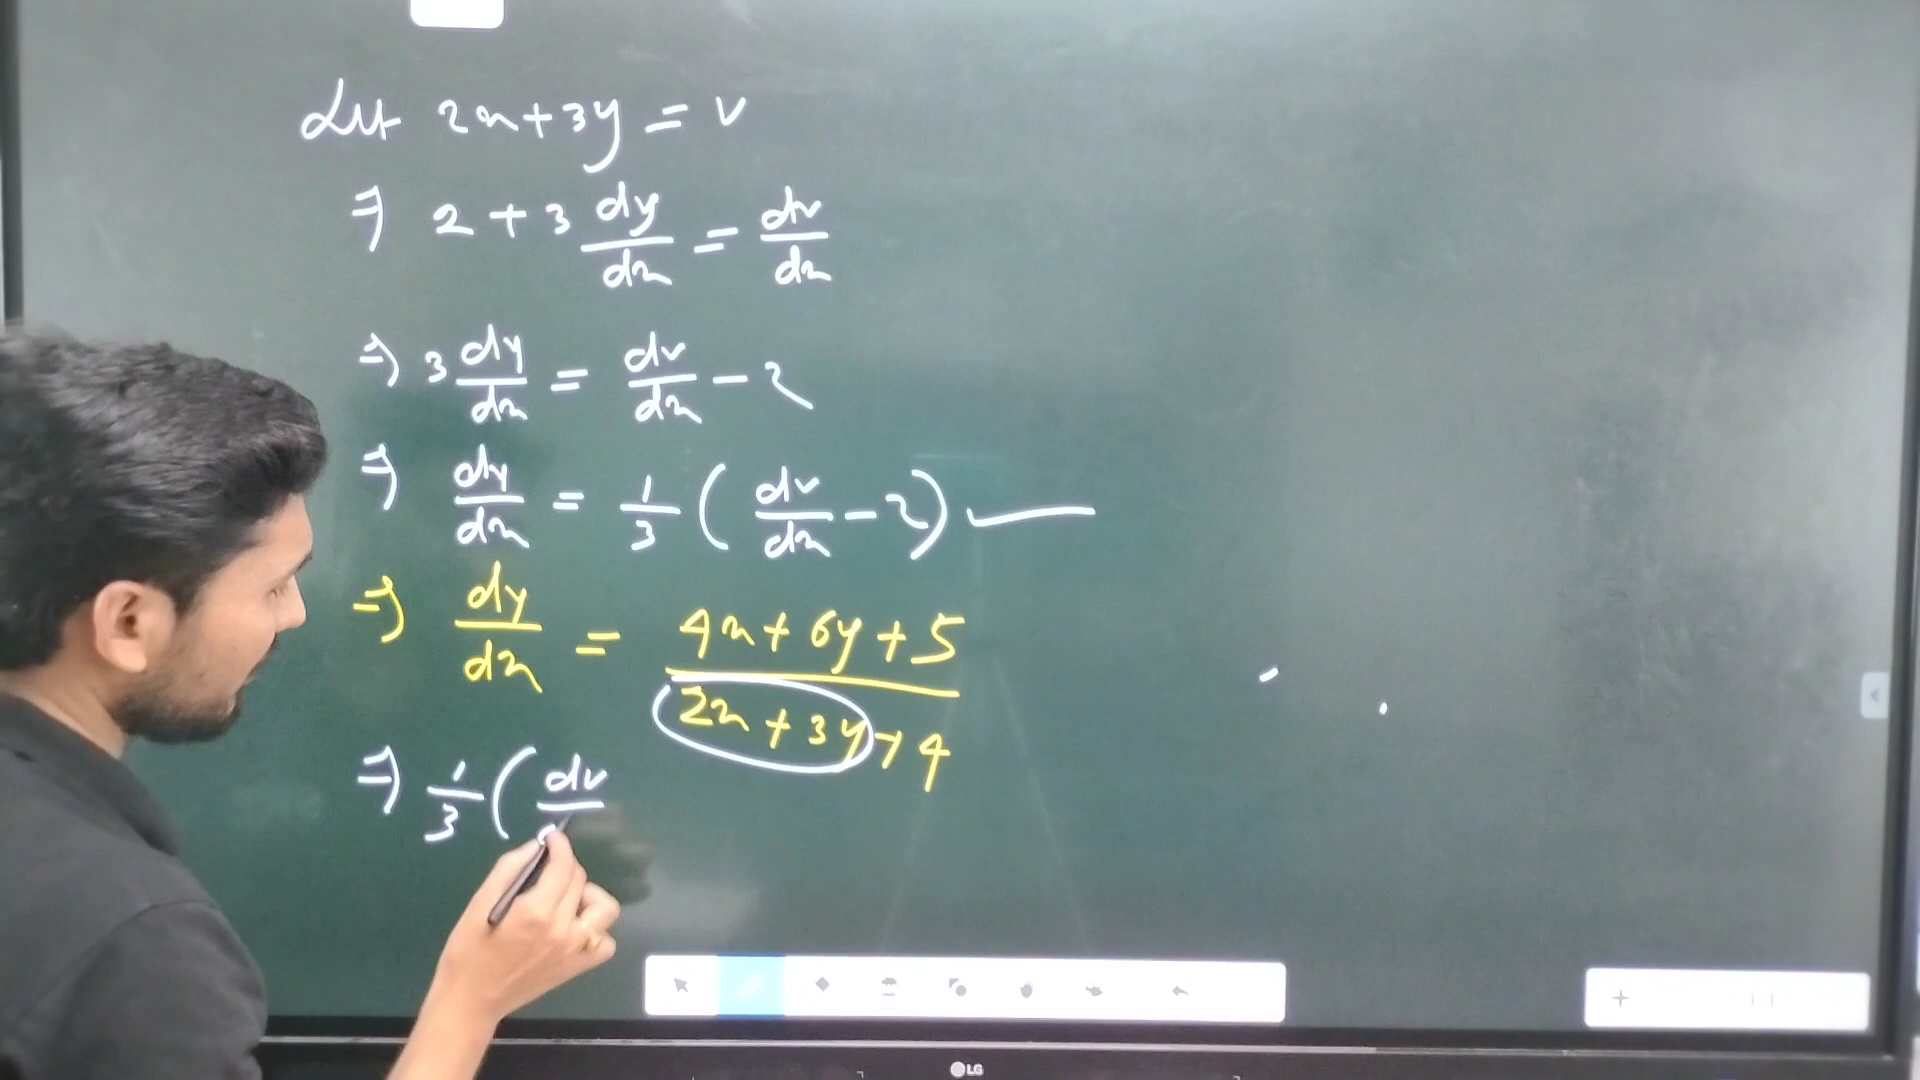 Let 2x+3y = v
⇒ 2 + 3 dy/dx = dv/dx
⇒ 3 dy/dx = dv/dx - 2
⇒ dy/dx = 1/3 ( dv/dx - 2 ) —
⇒ dy/dx = 4x + 6y + 5 / 2x + 3y + 4
⇒ 1/3 ( dv/
LG